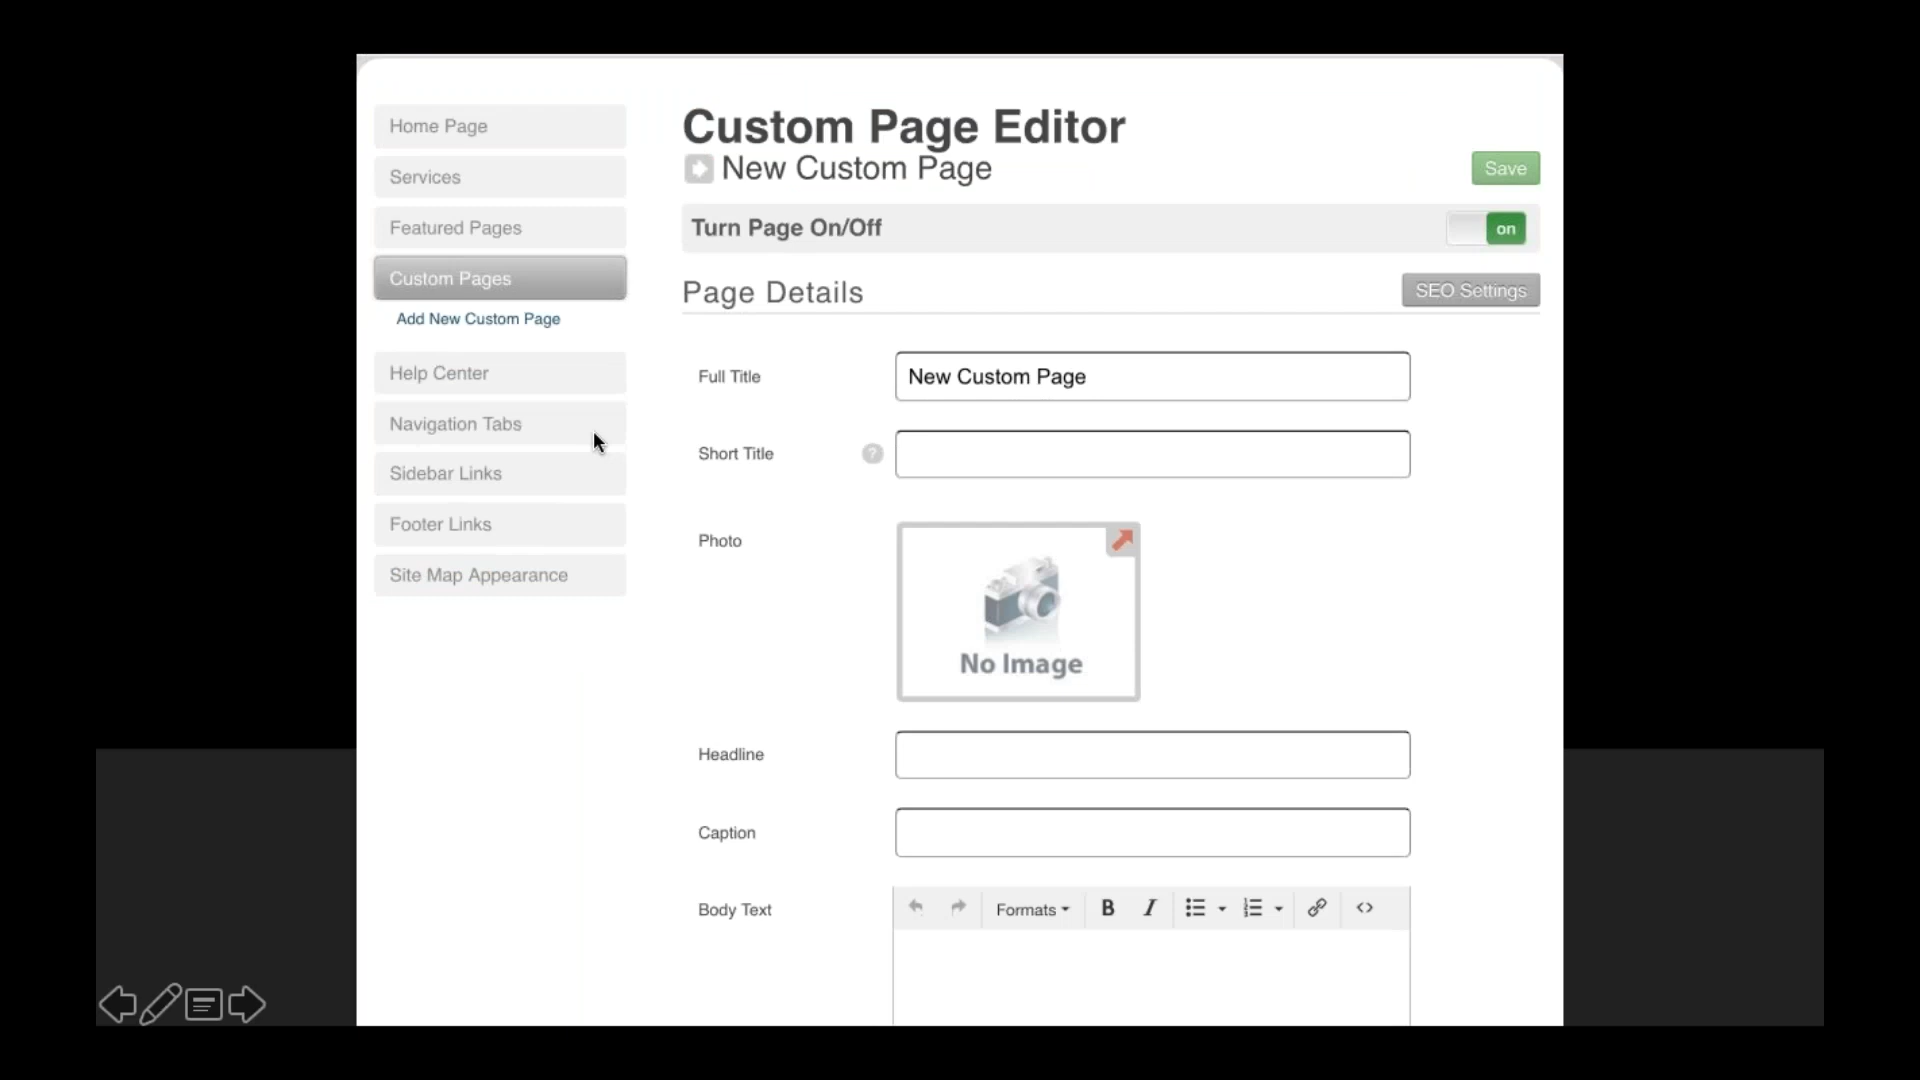 Home Page
Services
Featured Pages
Custom Pages
Add New Custom Page
Help Center
Navigation Tabs
Sidebar Links
Footer Links
Site Map Appearance
Custom Page Editor
New Custom Page
Save
Turn Page On/Off
on
Page Details
SEO Settings
Full Title
New Custom Page
Short Title
?
Photo
No Image
Headline
Caption
Body Text
Formats
B I